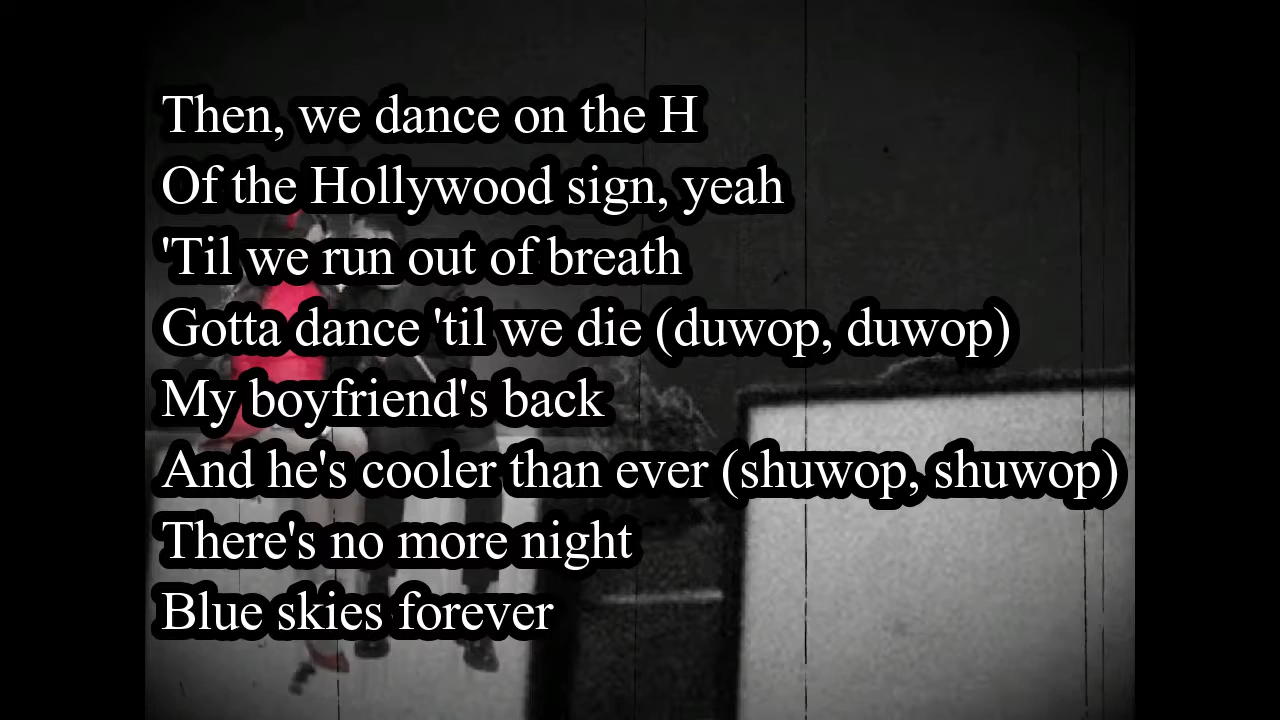 Then, we dance on the H
Of the Hollywood sign, yeah
'Til we run out of breath
Gotta dance 'til we die (duwop, duwop)
My boyfriend's back
And he's cooler than ever (shuwop, shuwop)
There's no more night
Blue skies forever